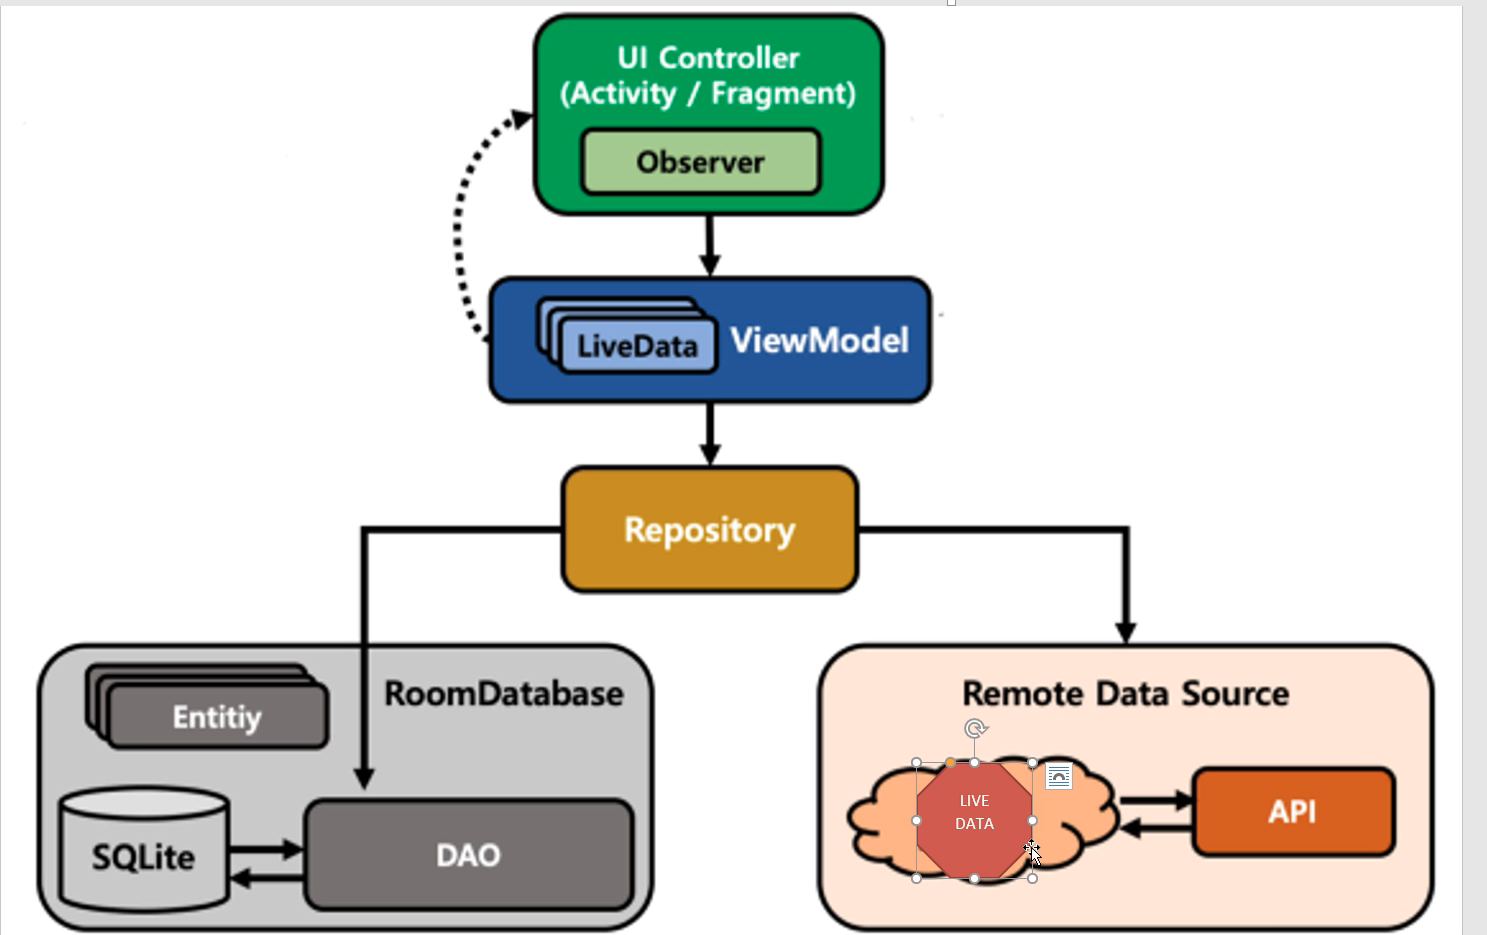 UI Controller
(Activity / Fragment)
Observer
LiveData
ViewModel
Repository
RoomDatabase
Entitiy
SQLite
DAO
Remote Data Source
LIVE
DATA
API